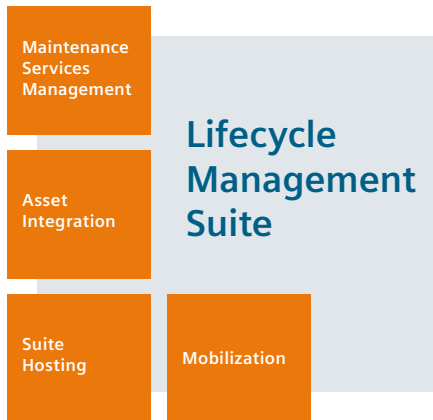 Maintenance
Services
Management
Lifecycle
Management
Suite
Asset
Integration
Suite
Hosting
Mobilization